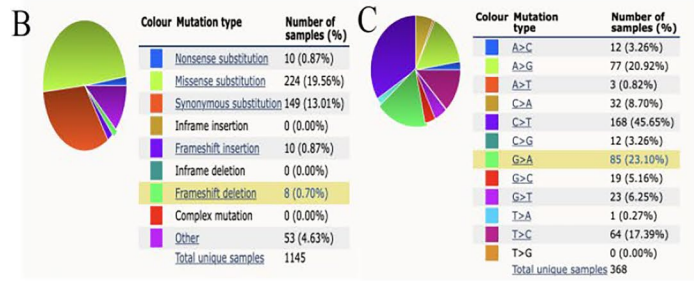 B
Colour Mutation type Number of
samples (%)
Nonsense substitution 10 (0.87%)
Missense substitution 224 (19.56%)
Synonymous substitution 149 (13.01%)
Inframe insertion 0 (0.00%)
Frameshift insertion 10 (0.87%)
Inframe deletion 0 (0.00%)
Frameshift deletion 8 (0.70%)
Complex mutation 0 (0.00%)
Other 53 (4.63%)
Total unique samples 1145
C
Colour Mutation Number of
type samples (%)
A>C 12 (3.26%)
A>G 77 (20.92%)
A>T 3 (0.82%)
C>A 32 (8.70%)
C>T 168 (45.65%)
C>G 12 (3.26%)
G>A 85 (23.10%)
G>C 19 (5.16%)
G>T 23 (6.25%)
T>A 1 (0.27%)
T>C 64 (17.39%)
T>G 0 (0.00%)
Total unique samples 368